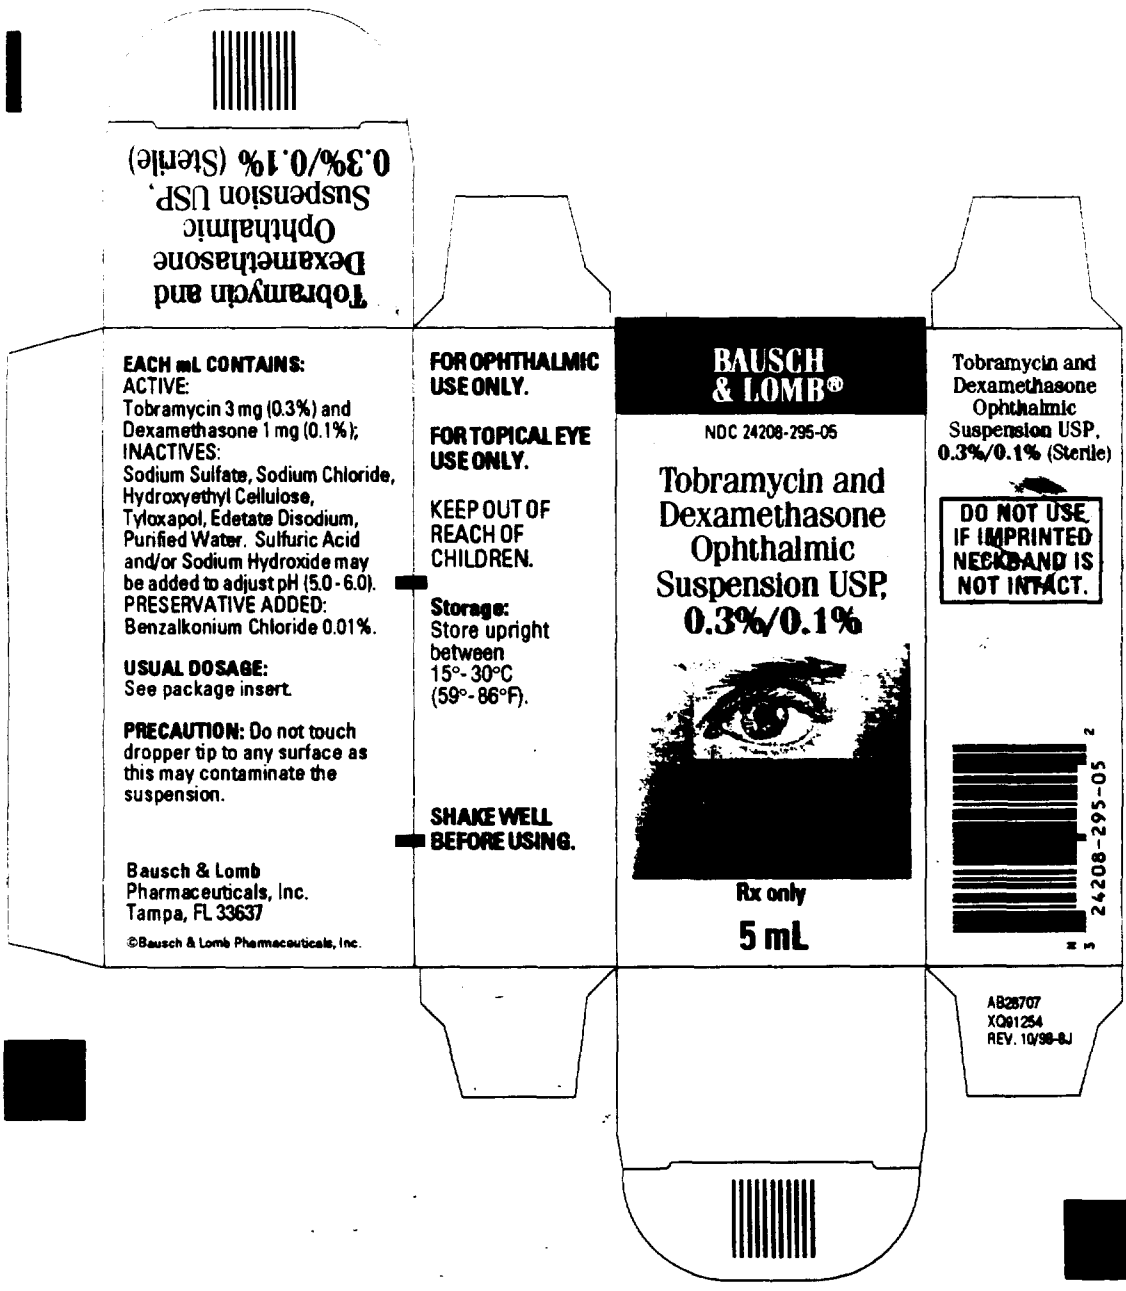 Tobramycin and
Dexamethasone
Ophthalmic
Suspension USP,
0.3%/0.1% (Sterile)
EACH mL CONTAINS:
ACTIVE:
Tobramycin 3 mg (0.3%) and
Dexamethasone 1 mg (0.1%);
INACTIVES:
Sodium Sulfate, Sodium Chloride,
Hydroxyethyl Cellulose,
Tyloxapol, Edetate Disodium,
Purified Water. Sulfuric Acid
and/or Sodium Hydroxide may
be added to adjust pH (5.0 - 6.0).
PRESERVATIVE ADDED:
Benzalkonium Chloride 0.01%.
USUAL DOSAGE:
See package insert.
PRECAUTION: Do not touch
dropper tip to any surface as
this may contaminate the
suspension.
Bausch & Lomb
Pharmaceuticals, Inc.
Tampa, FL 33637
©Bausch & Lomb Pharmaceuticals, Inc.
FOR OPHTHALMIC
USE ONLY.
FOR TOPICAL EYE
USE ONLY.
KEEP OUT OF
REACH OF
CHILDREN.
Storage:
Store upright
between
15°- 30°C
(59°- 86°F).
SHAKE WELL
BEFORE USING.
BAUSCH
& LOMB®
NDC 24208-295-05
Tobramycin and
Dexamethasone
Ophthalmic
Suspension USP,
0.3%/0.1%
Rx only
5 mL
Tobramycin and
Dexamethasone
Ophthalmic
Suspension USP,
0.3%/0.1% (Sterile)
DO NOT USE
IF IMPRINTED
NECKBAND IS
NOT INTACT.
N
3 24208-295-05 2
AB28707
XQ91254